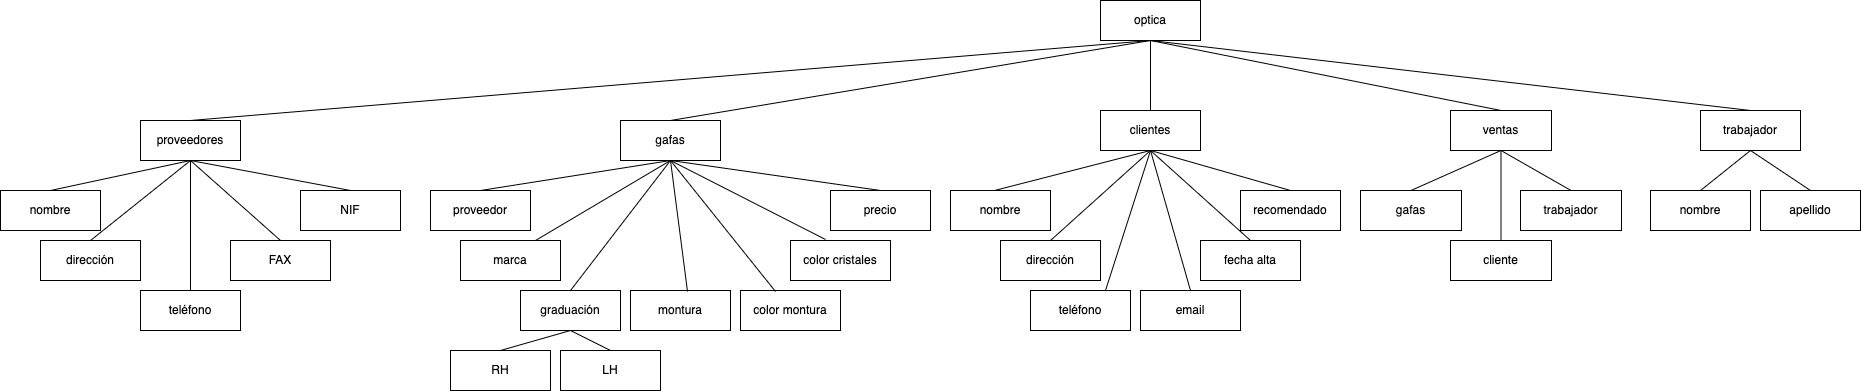 optica
proveedores
gafas
clientes
ventas
trabajador
nombre
NIF
dirección
FAX
teléfono
proveedor
precio
marca
color cristales
graduación
montura
color montura
RH
LH
nombre
recomendado
dirección
fecha alta
teléfono
email
gafas
trabajador
cliente
nombre
apellido